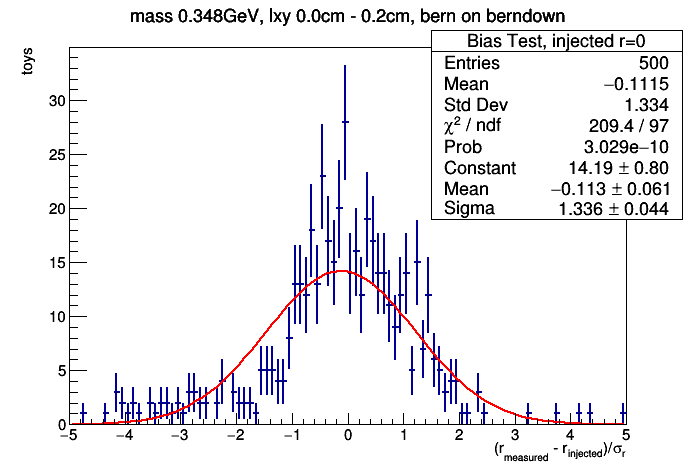 mass 0.348GeV, lxy 0.0cm - 0.2cm, bern on berndown
Bias Test, injected r=0
Entries 500
Mean −0.1115
Std Dev 1.334
χ² / ndf 209.4 / 97
Prob 3.029e−10
Constant 14.19 ± 0.80
Mean −0.113 ± 0.061
Sigma 1.336 ± 0.044
toys
30
25
20
15
10
5
0
−5 −4 −3 −2 −1 0 1 2 3 4 5
(r_measured - r_injected)/σ_r